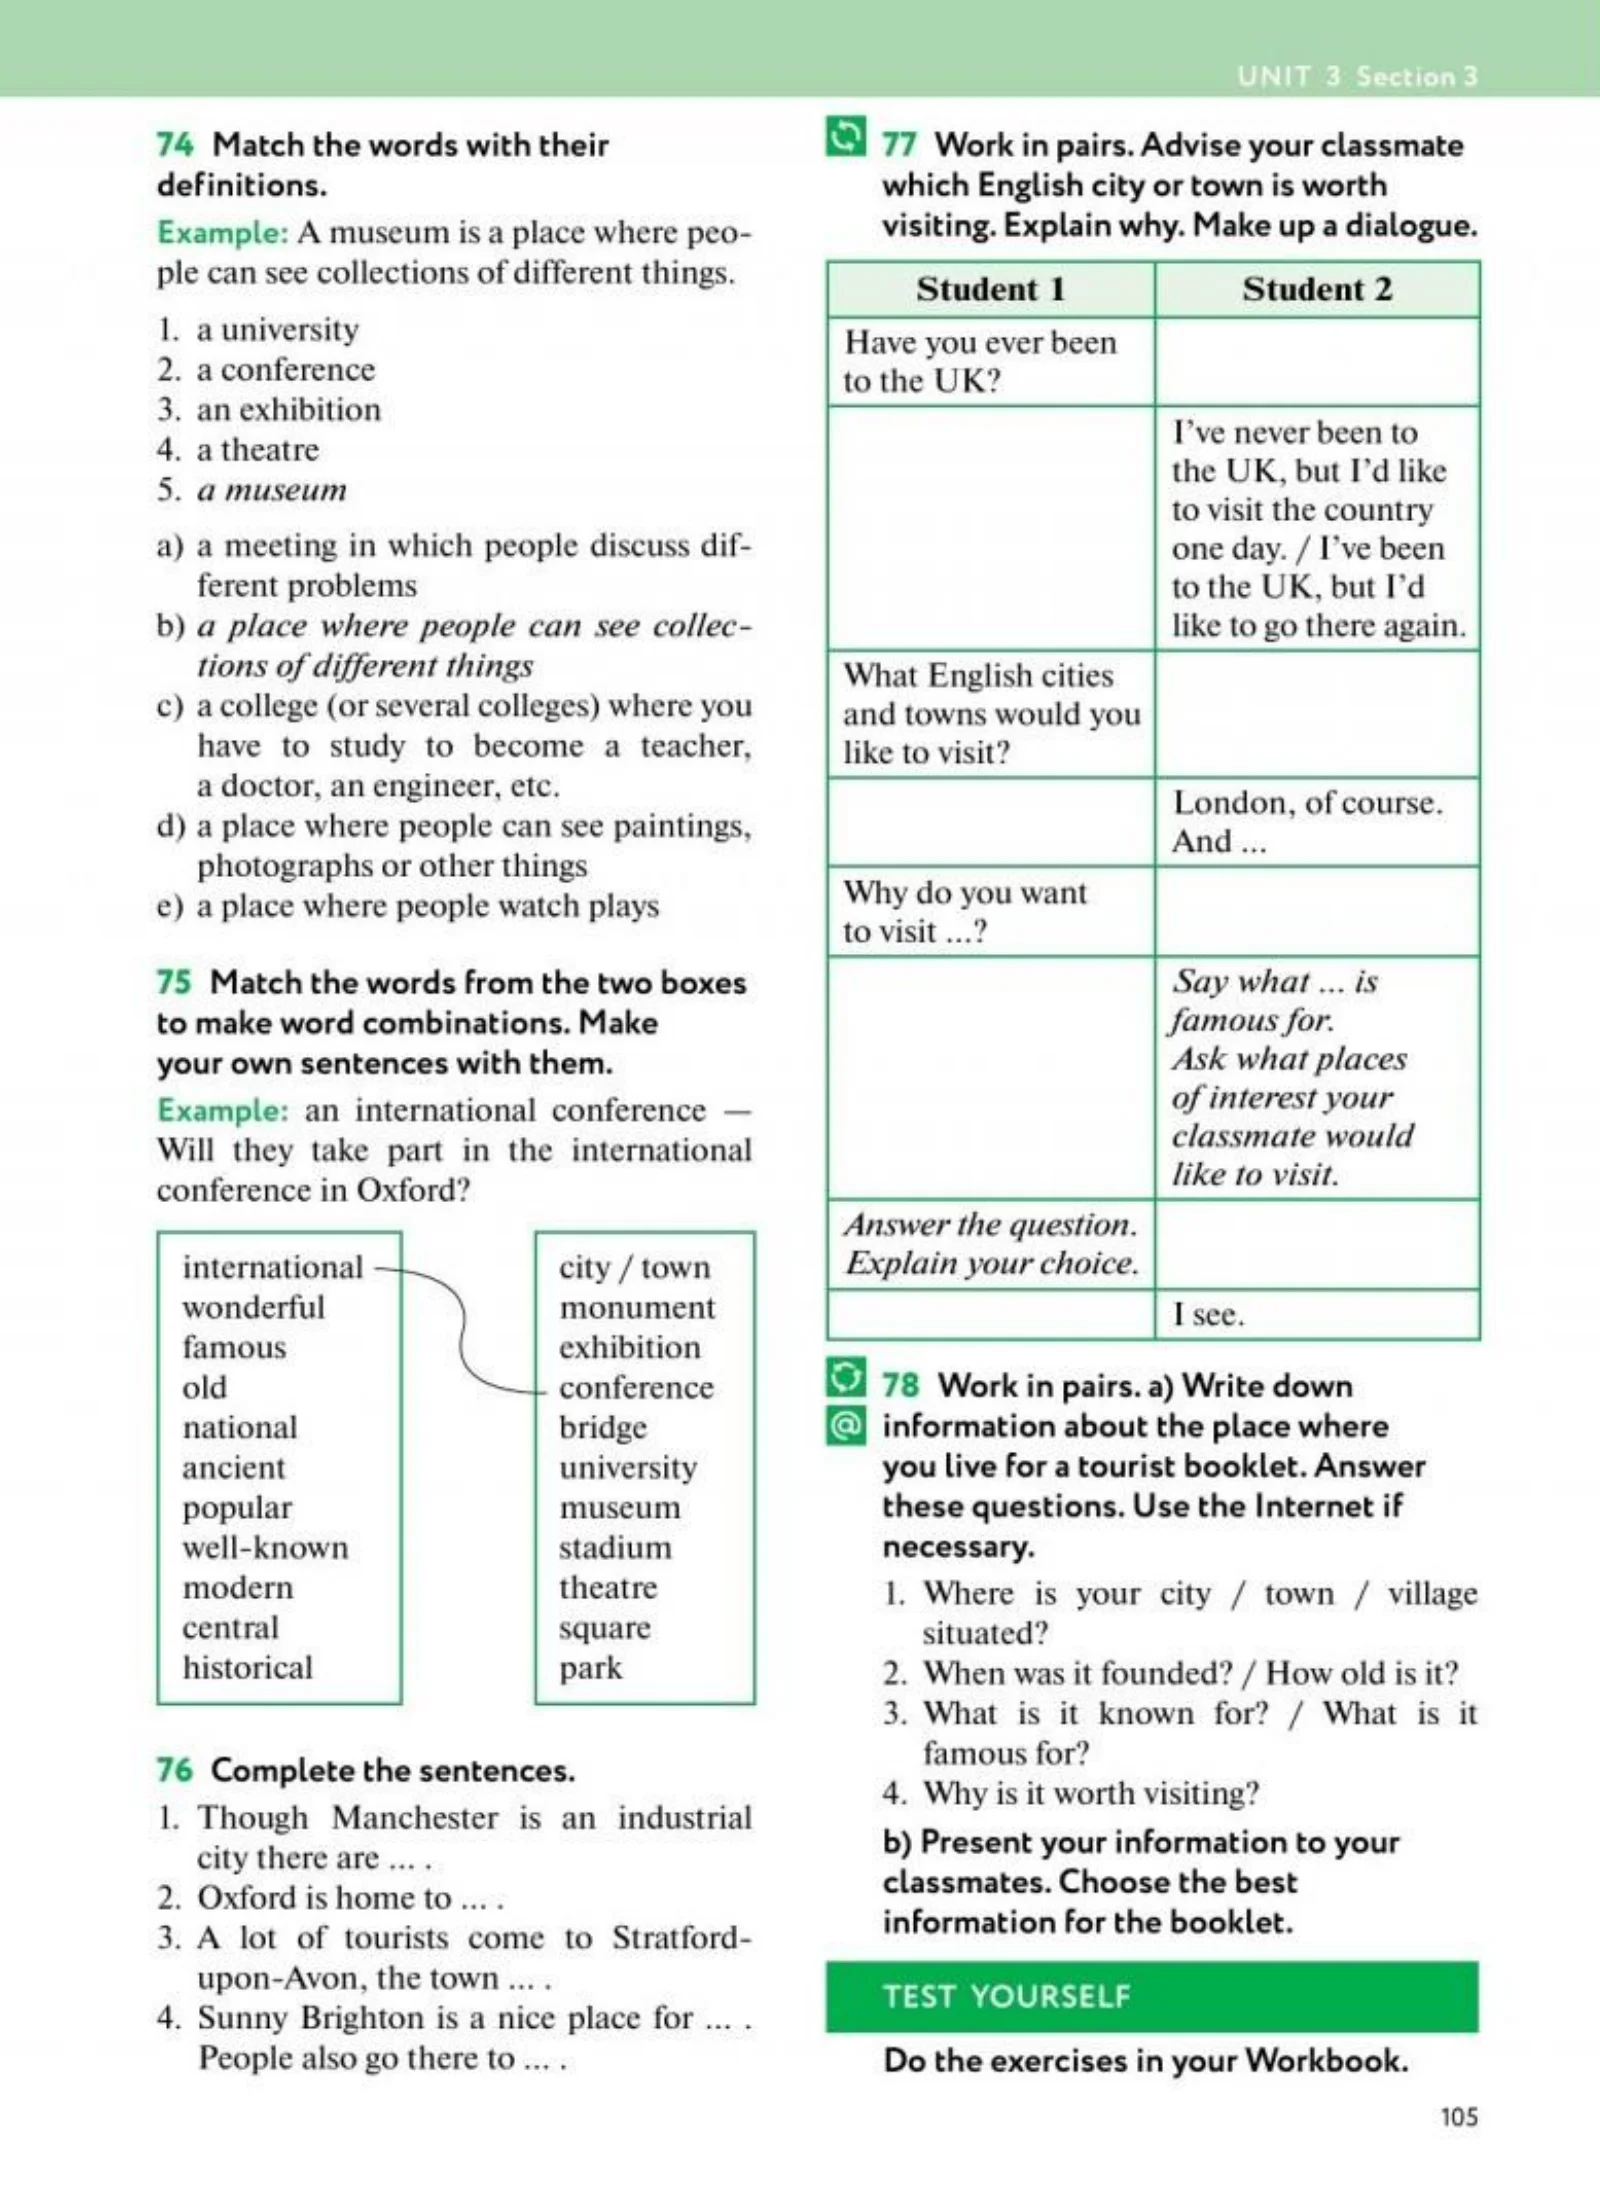 UNIT 3 Section 3
74 Match the words with their
definitions.
Example: A museum is a place where peo-
ple can see collections of different things.
1. a university
2. a conference
3. an exhibition
4. a theatre
5. a museum
a) a meeting in which people discuss dif-
ferent problems
b) a place where people can see collec-
tions of different things
c) a college (or several colleges) where you
have to study to become a teacher,
a doctor, an engineer, etc.
d) a place where people can see paintings,
photographs or other things
e) a place where people watch plays
75 Match the words from the two boxes
to make word combinations. Make
your own sentences with them.
Example: an international conference —
Will they take part in the international
conference in Oxford?
international
wonderful
famous
old
national
ancient
popular
well-known
modern
central
historical
city / town
monument
exhibition
conference
bridge
university
museum
stadium
theatre
square
park
76 Complete the sentences.
1. Though Manchester is an industrial
city there are ... .
2. Oxford is home to ... .
3. A lot of tourists come to Stratford-
upon-Avon, the town ... .
4. Sunny Brighton is a nice place for ... .
People also go there to ... .
77 Work in pairs. Advise your classmate
which English city or town is worth
visiting. Explain why. Make up a dialogue.
Student 1
Student 2
Have you ever been
to the UK?
I've never been to
the UK, but I'd like
to visit the country
one day. / I've been
to the UK, but I'd
like to go there again.
What English cities
and towns would you
like to visit?
London, of course.
And ...
Why do you want
to visit ...?
Say what ... is
famous for.
Ask what places
of interest your
classmate would
like to visit.
Answer the question.
Explain your choice.
I see.
@
78 Work in pairs. a) Write down
information about the place where
you live for a tourist booklet. Answer
these questions. Use the Internet if
necessary.
1. Where is your city / town / village
situated?
2. When was it founded? / How old is it?
3. What is it known for? / What is it
famous for?
4. Why is it worth visiting?
b) Present your information to your
classmates. Choose the best
information for the booklet.
TEST YOURSELF
Do the exercises in your Workbook.
105